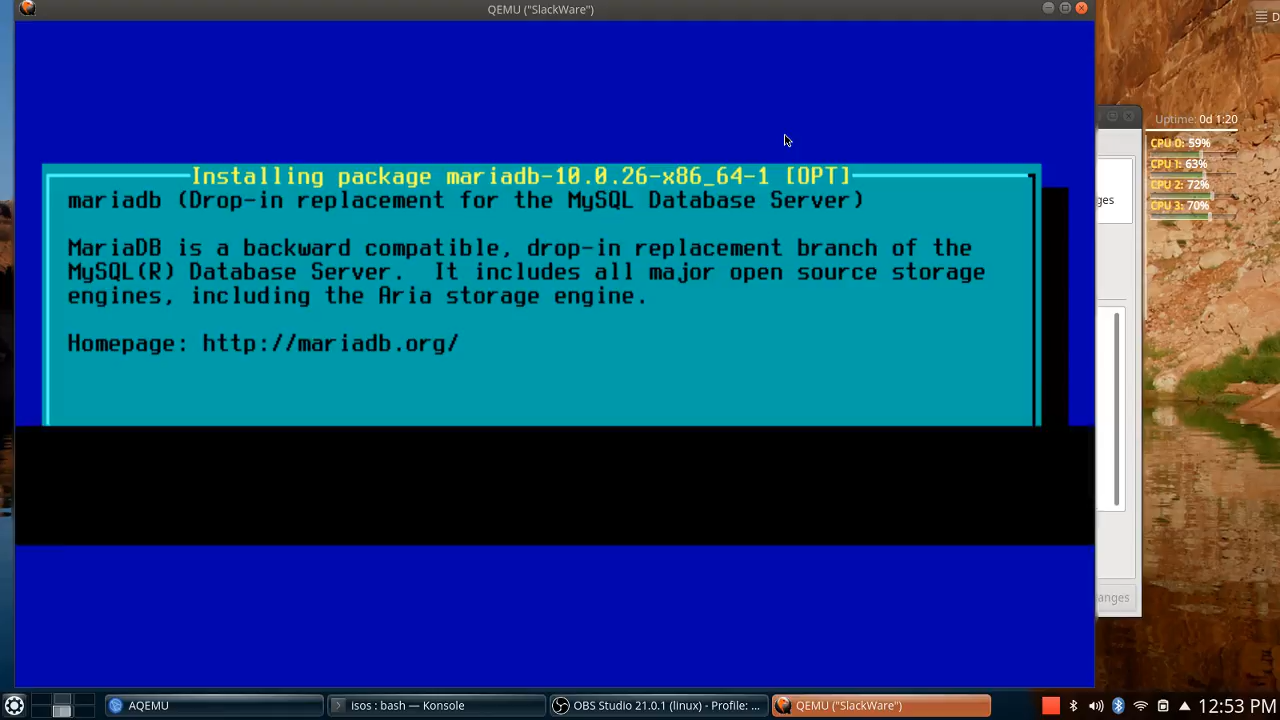 QEMU ("SlackWare")
D
Uptime: 0d 1:20
CPU 0: 59%
CPU 1: 63%
CPU 2: 72%
CPU 3: 70%
ges
Installing package mariadb-10.0.26-x86_64-1 [OPT]
mariadb (Drop-in replacement for the MySQL Database Server)
MariaDB is a backward compatible, drop-in replacement branch of the
MySQL(R) Database Server.  It includes all major open source storage
engines, including the Aria storage engine.
Homepage: http://mariadb.org/
anges
AQEMU
isos : bash — Konsole
OBS Studio 21.0.1 (linux) - Profile: ...
QEMU ("SlackWare")
12:53 PM